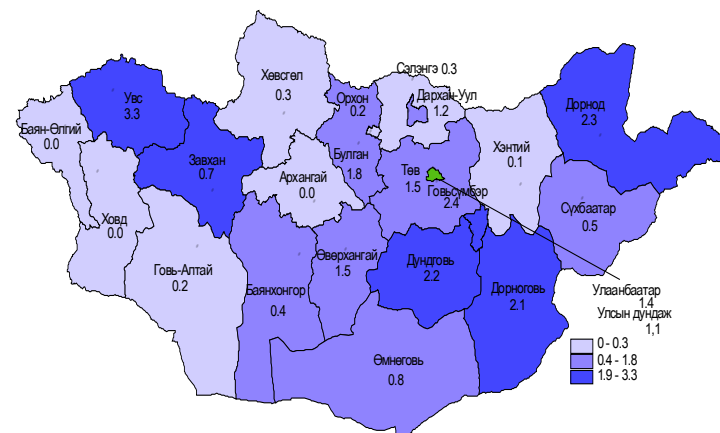 Сэлэнгэ 0.3
Хөвсгөл
0.3
Увс
3.3
Орхон
0.2
Дархан-Уул
1.2
Дорнод
2.3
Баян-Өлгий
0.0
Завхан
0.7
Булган
1.8
Хэнтий
0.1
Архангай
0.0
Төв
1.5
Говьсүмбэр
2.4
Сүхбаатар
0.5
Ховд
0.0
Говь-Алтай
0.2
Өвөрхангай
1.5
Дундговь
2.2
Баянхонгор
0.4
Дорноговь
2.1
Улаанбаатар
1.4
Улсын дундаж
1,1
Өмнөговь
0.8
0 - 0.3
0.4 - 1.8
1.9 - 3.3